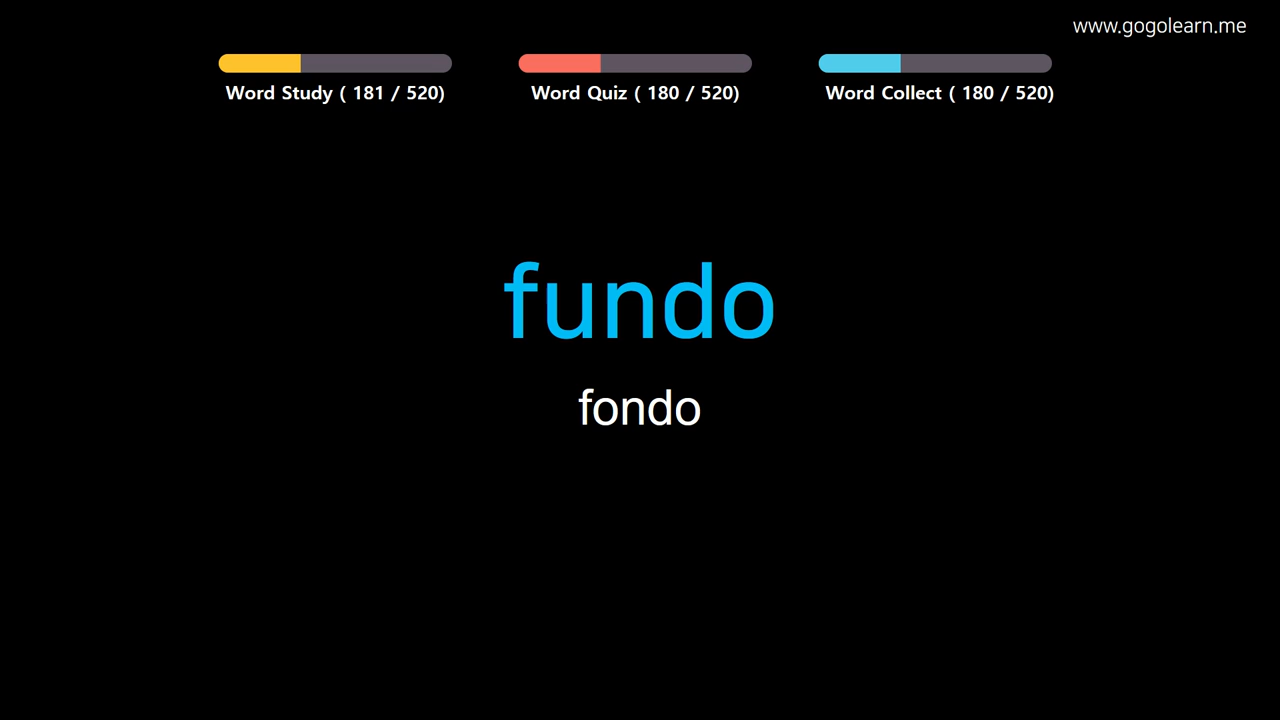 www.gogolearn.me
Word Study ( 181 / 520)
Word Quiz ( 180 / 520)
Word Collect ( 180 / 520)
fundo
fondo